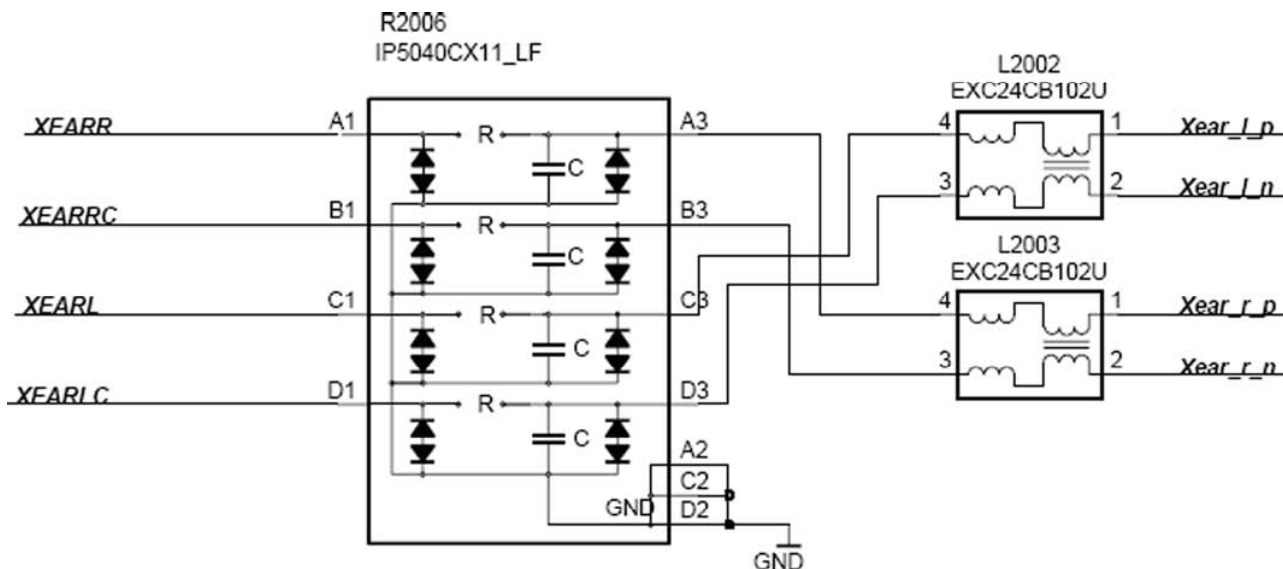 R2006
IP5040CX11_LF
L2002
EXC24CB102U
XEARR A1 R A3 4 1 Xear_l_p
C
3 2 Xear_l_n
XEARRC B1 R B3
L2003
C EXC24CB102U
XEARL C1 R C3 4 1 Xear_r_p
C
3 2 Xear_r_n
XEARLC D1 R D3
C A2
C2
GND D2
GND